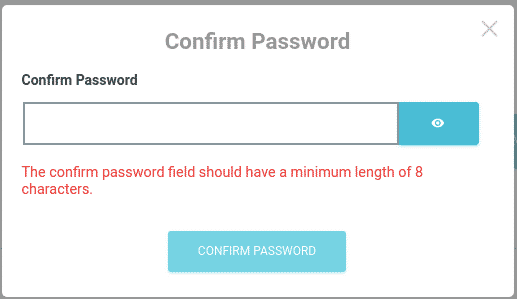 Confirm Password
Confirm Password
The confirm password field should have a minimum length of 8
characters.
CONFIRM PASSWORD